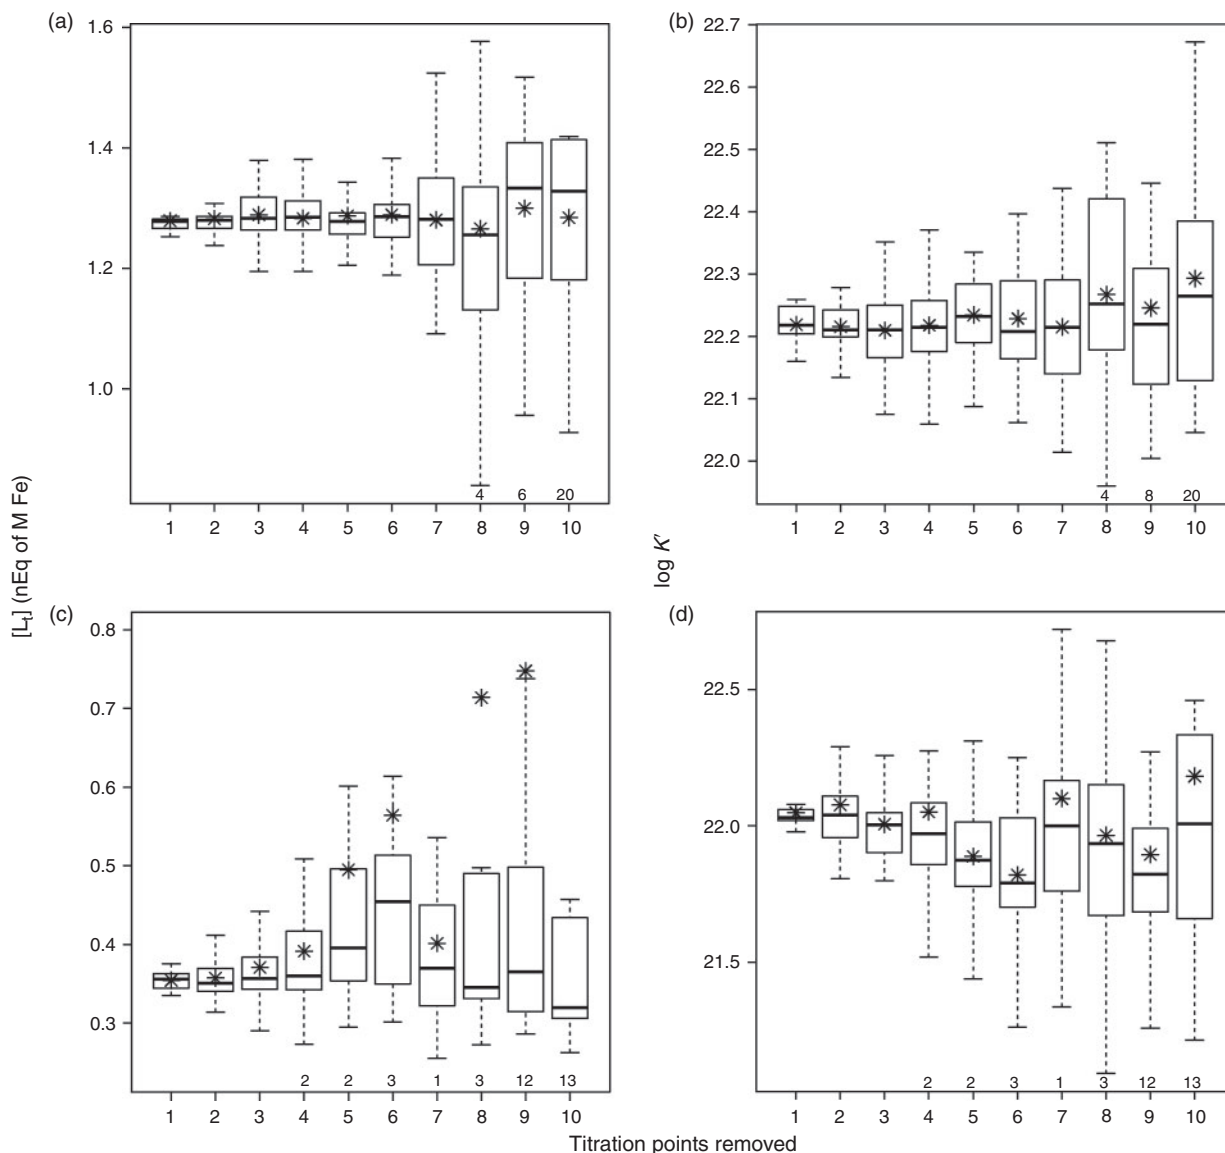 (a)
1.6
1.4
1.2
1.0
4 6 20
1 2 3 4 5 6 7 8 9 10
(b)
22.7
22.6
22.5
22.4
22.3
22.2
22.1
22.0
4 8 20
1 2 3 4 5 6 7 8 9 10
[Lt] (nEq of M Fe)
log K′
(c)
0.8
0.7
0.6
0.5
0.4
0.3
2 2 3 1 3 12 13
1 2 3 4 5 6 7 8 9 10
(d)
22.5
22.0
21.5
2 2 3 1 3 12 13
1 2 3 4 5 6 7 8 9 10
Titration points removed